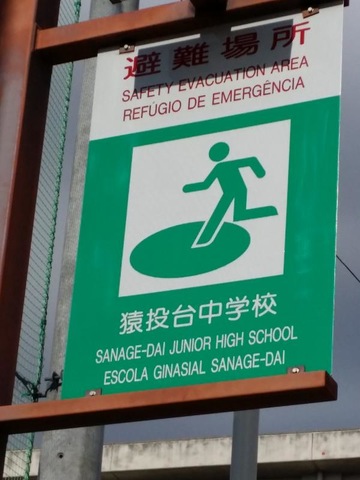 避難場所
SAFETY EVACUATION AREA
REFÚGIO DE EMERGÊNCIA
猿投台中学校
SANAGE-DAI JUNIOR HIGH SCHOOL
ESCOLA GINASIAL SANAGE-DAI